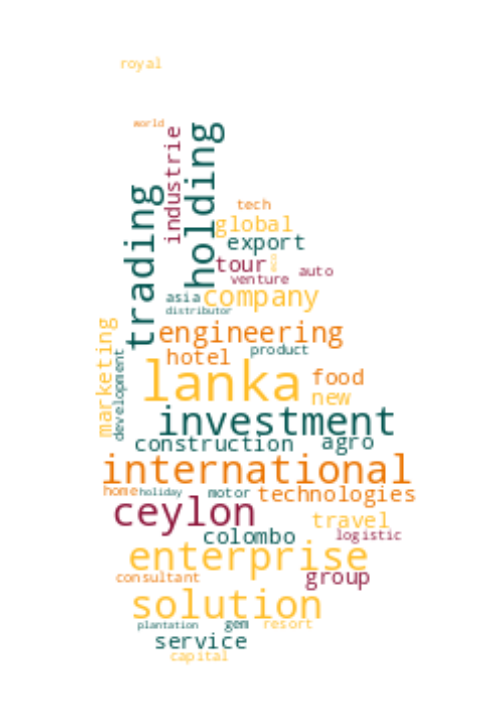 royal
world
industrie
holding
trading
tech
global
export
tour
eco
auto
venture
asia
company
distributor
marketing
development
engineering
hotel
product
lanka
food
new
investment
construction
agro
international
home
holiday
motor
technologies
ceylon
travel
colombo
logistic
enterprise
consultant
group
solution
plantation
gem
resort
service
capital